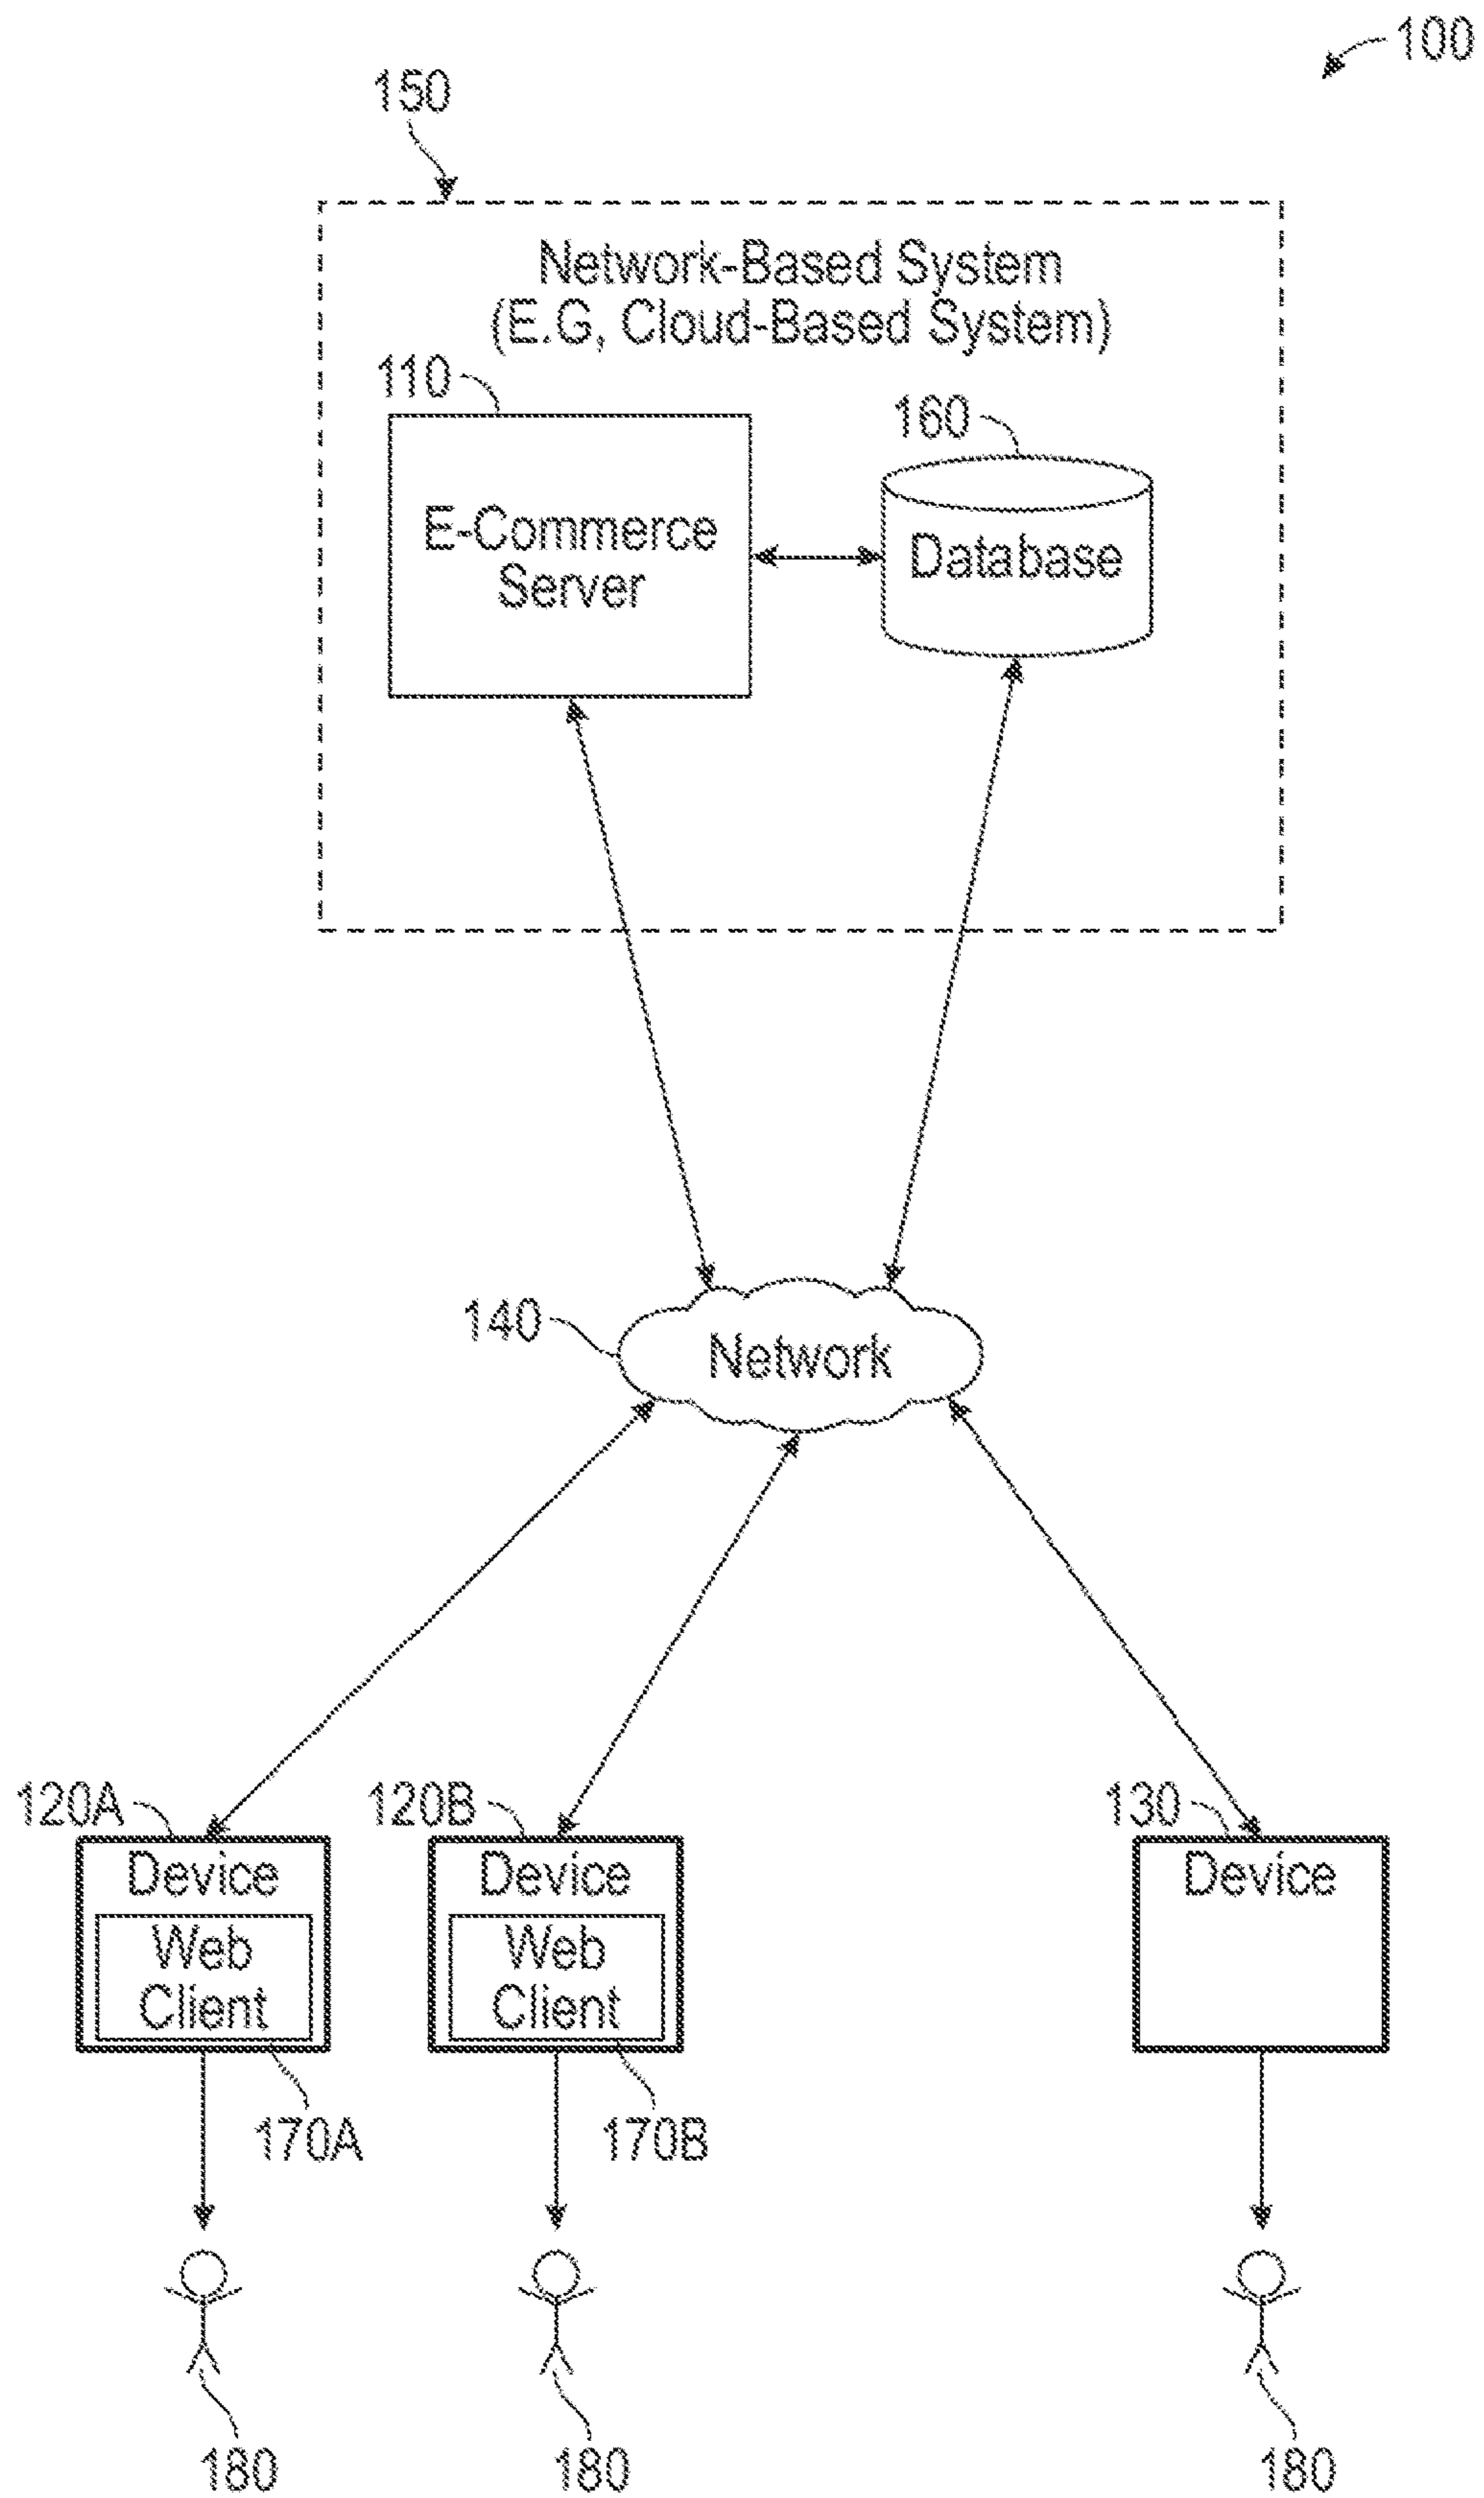 100
150
Network-Based System
(E.G, Cloud-Based System)
110
160
E-Commerce
Server
Database
140
Network
120A
120B
130
Device
Device
Device
Web
Client
Web
Client
170A
170B
180
180
180